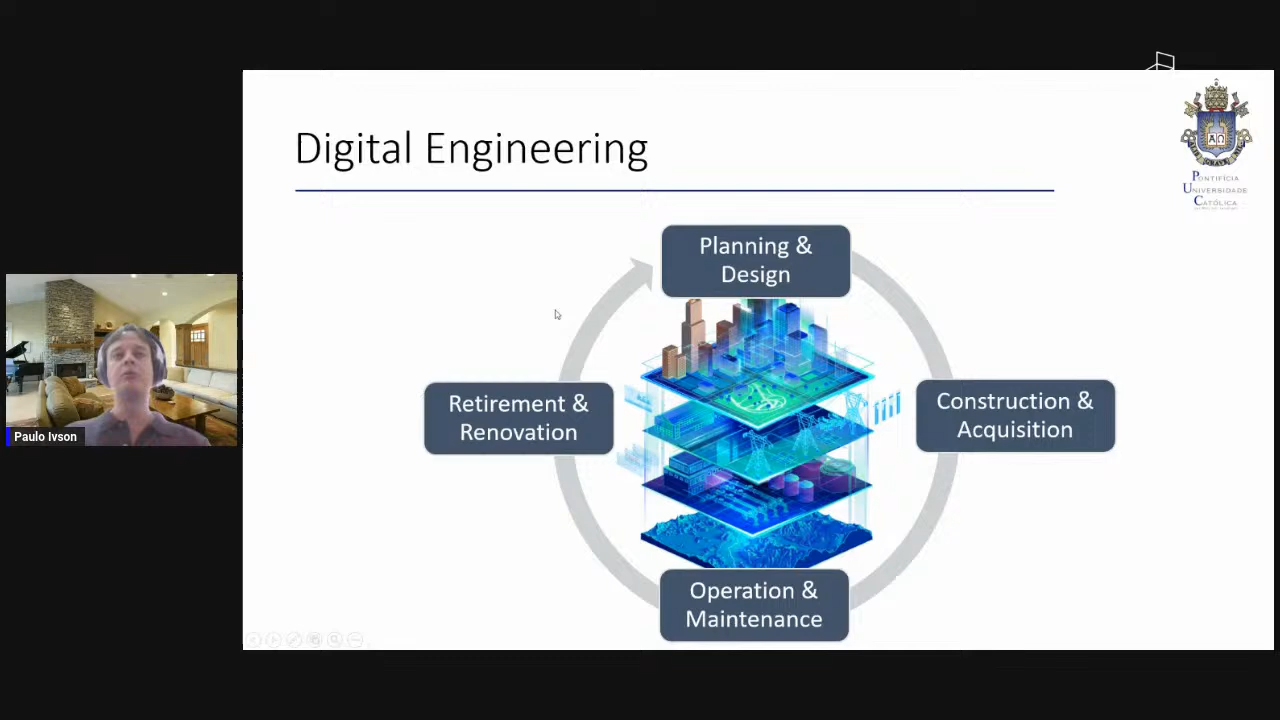 Digital Engineering
PONTIFÍCIA
UNIVERSIDADE
CATÓLICA
Planning &
Design
Retirement &
Renovation
Construction &
Acquisition
Operation &
Maintenance
Paulo Ivson